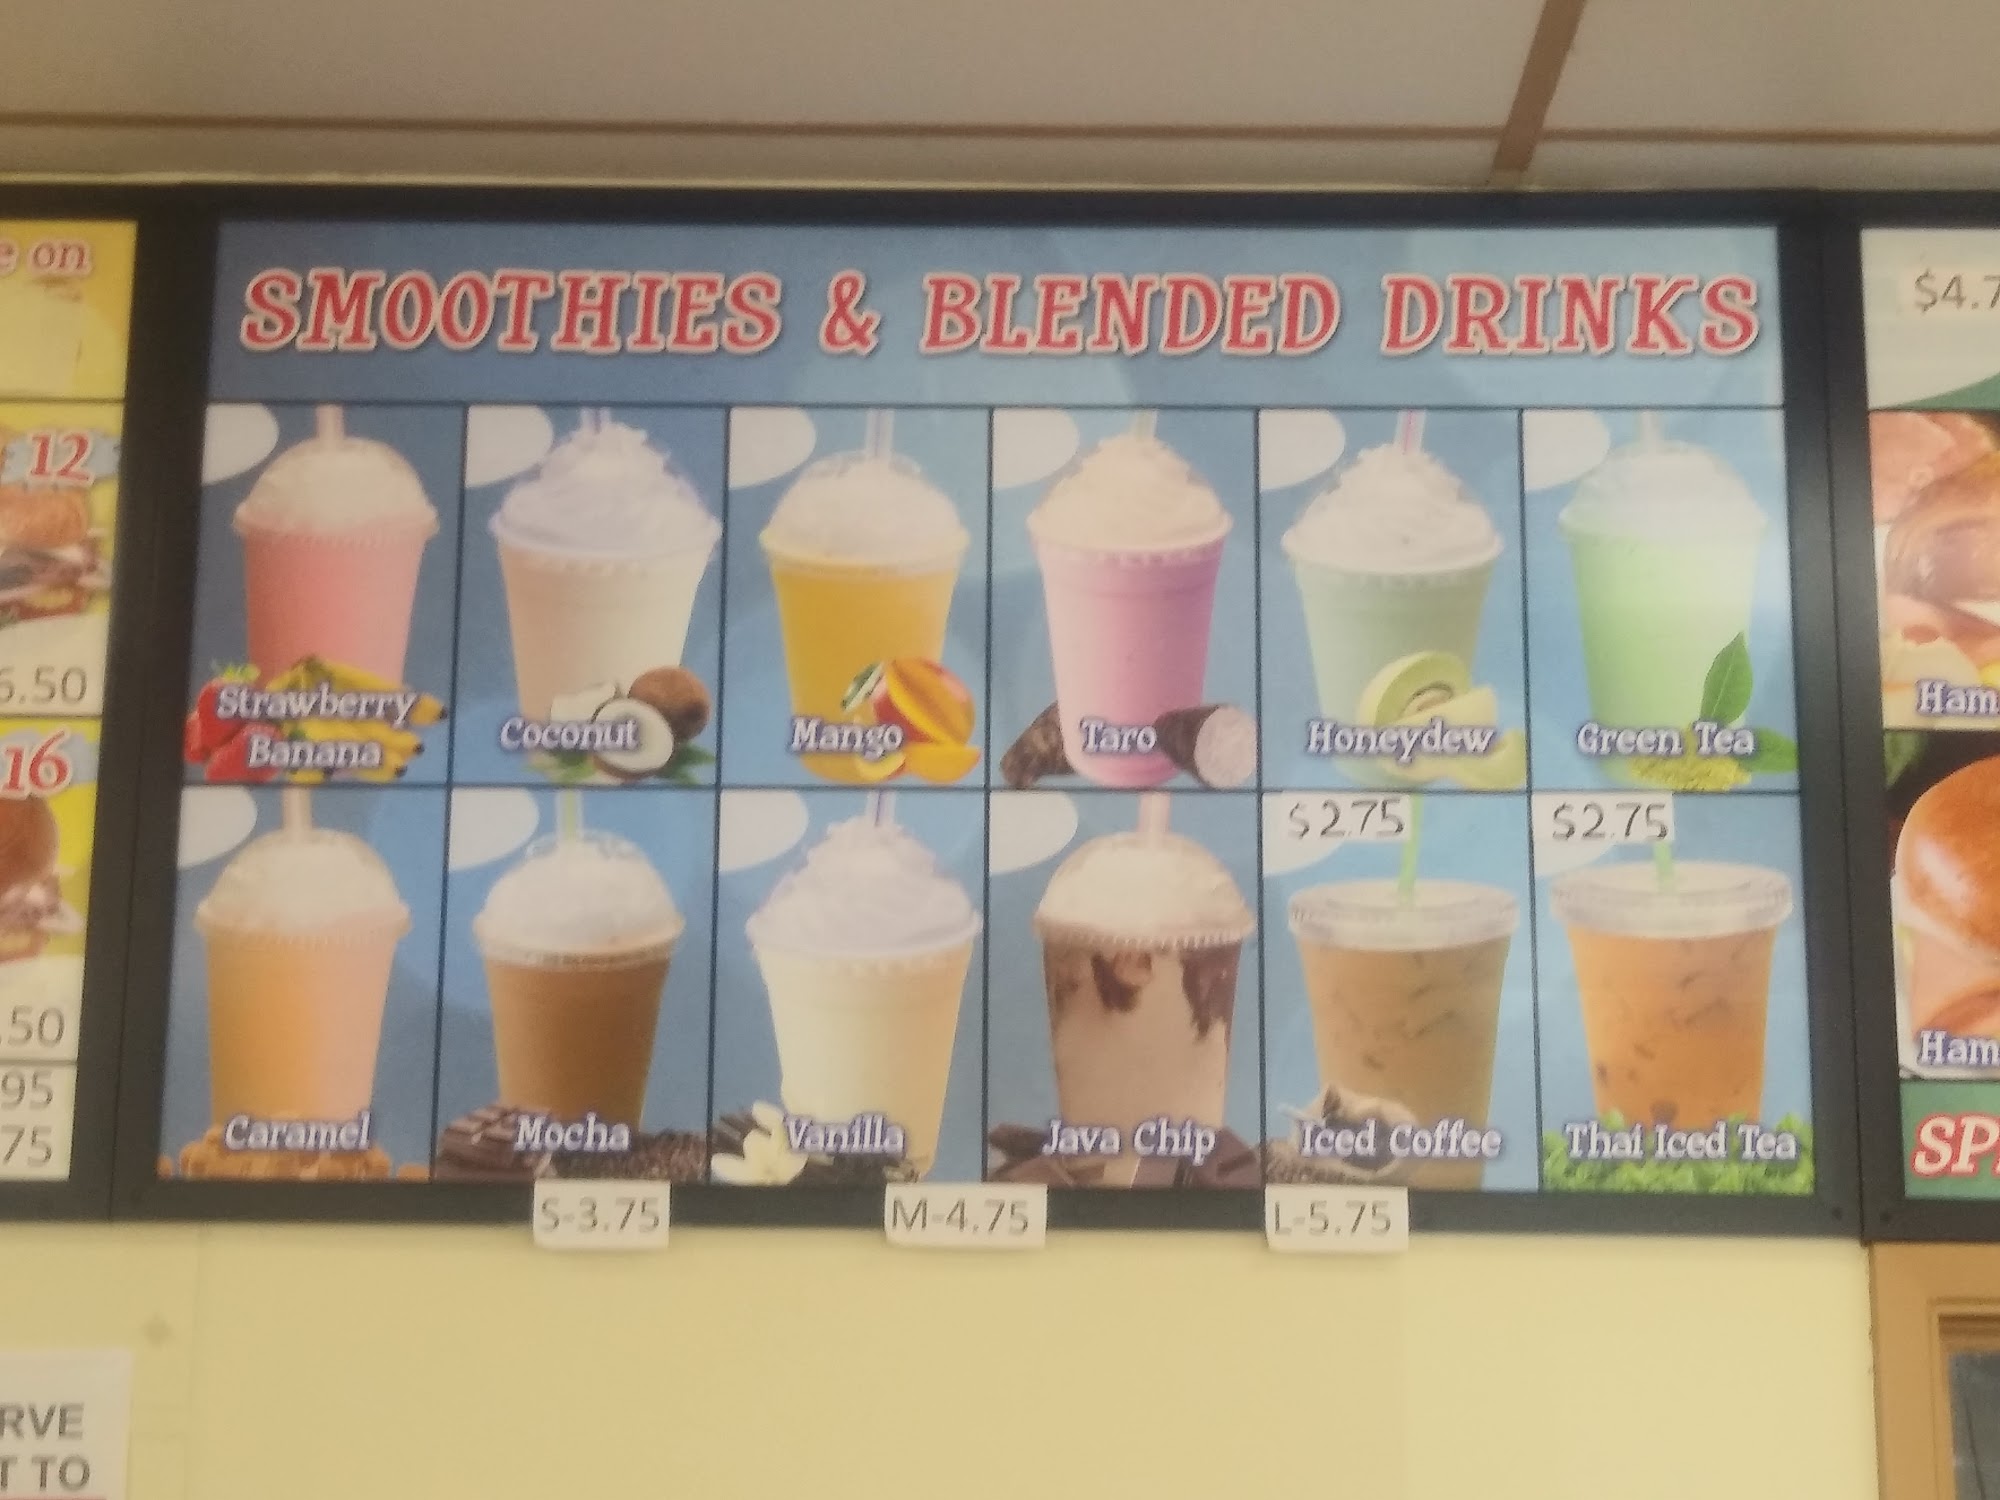 e on
12
6.50
16
.50
95
75
SMOOTHIES & BLENDED DRINKS
Strawberry
Banana
Coconut
Mango
Taro
Honeydew
Green Tea
$2.75
$2.75
Caramel
Mocha
Vanilla
Java Chip
Iced Coffee
Thai Iced Tea
S-3.75
M-4.75
L-5.75
$4.7
Ham
Ham
SP
RVE
T TO